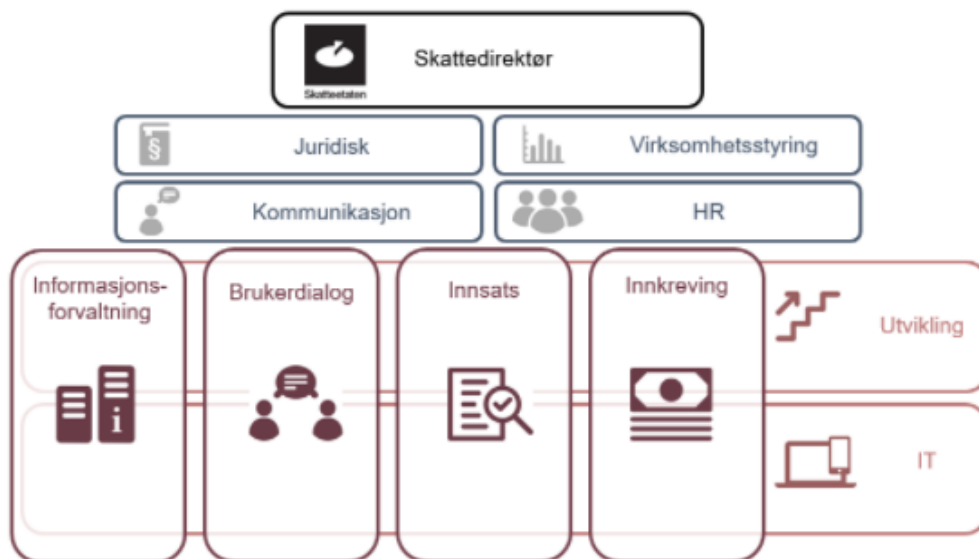 Skattedirektør
Skatteetaten
§
Juridisk
Virksomhetsstyring
Kommunikasjon
HR
Informasjons-
forvaltning
Brukerdialog
Innsats
Innkreving
Utvikling
i
IT